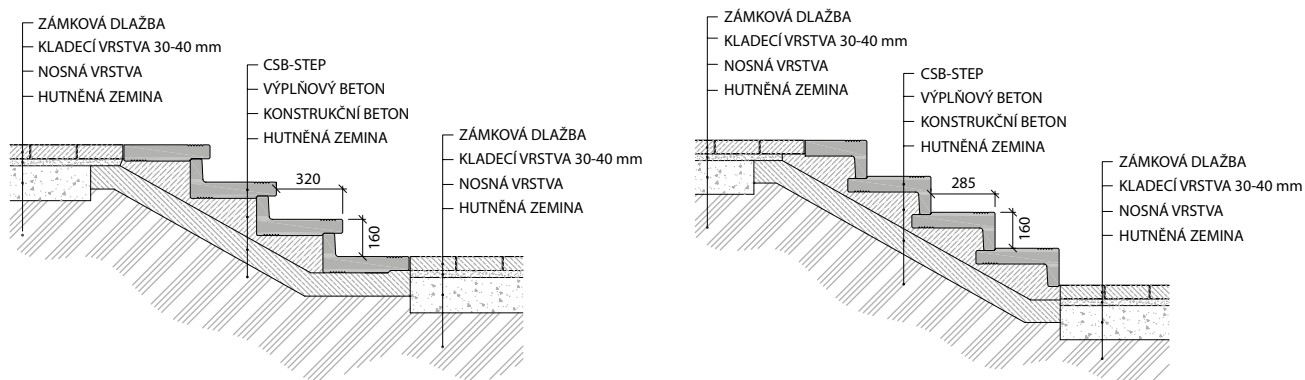 ZÁMKOVÁ DLAŽBA
KLADECÍ VRSTVA 30-40 mm
NOSNÁ VRSTVA
HUTNĚNÁ ZEMINA
CSB-STEP
VÝPLŇOVÝ BETON
KONSTRUKČNÍ BETON
HUTNĚNÁ ZEMINA
ZÁMKOVÁ DLAŽBA
KLADECÍ VRSTVA 30-40 mm
NOSNÁ VRSTVA
HUTNĚNÁ ZEMINA
320
160
ZÁMKOVÁ DLAŽBA
KLADECÍ VRSTVA 30-40 mm
NOSNÁ VRSTVA
HUTNĚNÁ ZEMINA
CSB-STEP
VÝPLŇOVÝ BETON
KONSTRUKČNÍ BETON
HUTNĚNÁ ZEMINA
ZÁMKOVÁ DLAŽBA
KLADECÍ VRSTVA 30-40 mm
NOSNÁ VRSTVA
HUTNĚNÁ ZEMINA
285
160